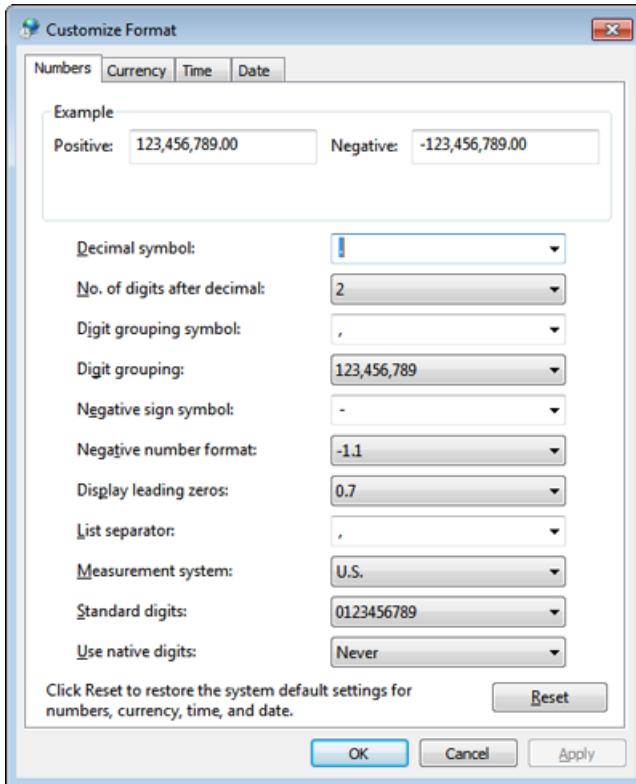 Customize Format
Numbers Currency Time Date
Example
Positive: 123,456,789.00 Negative: -123,456,789.00
Decimal symbol: .
No. of digits after decimal: 2
Digit grouping symbol: ,
Digit grouping: 123,456,789
Negative sign symbol: -
Negative number format: -1.1
Display leading zeros: 0.7
List separator: ,
Measurement system: U.S.
Standard digits: 0123456789
Use native digits: Never
Click Reset to restore the system default settings for
numbers, currency, time, and date.
Reset
OK Cancel Apply